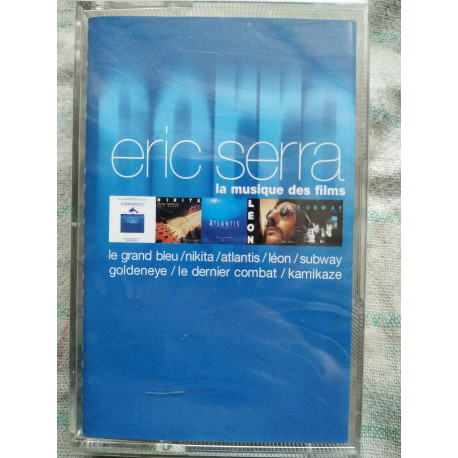 eric serra
la musique des films
NIKITA
ATLANTIS
LÉON
SUBWAY
le grand bleu/nikita/atlantis/léon/subway
goldeneye/le dernier combat/kamikaze